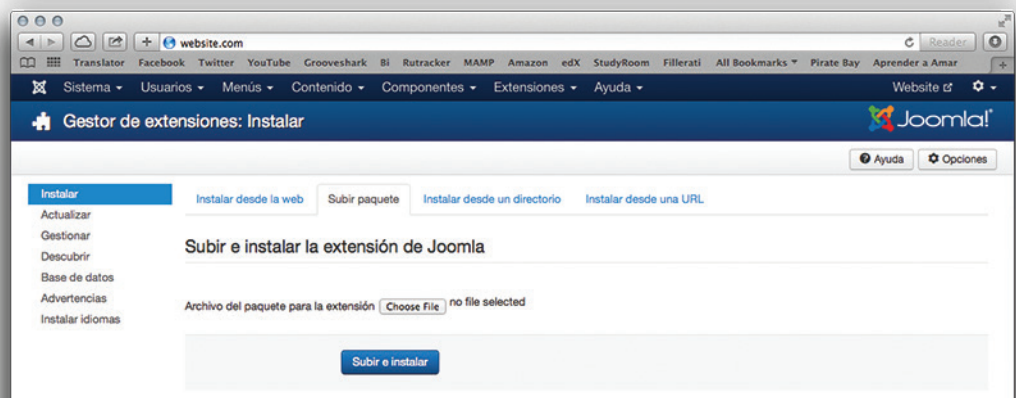 website.com
Reader
Translator Facebook Twitter YouTube Grooveshark Bi Rutracker MAMP Amazon edX StudyRoom Fillerati All Bookmarks Pirate Bay Aprender a Amar
Sistema Usuarios Menús Contenido Componentes Extensiones Ayuda Website
Gestor de extensiones: Instalar
Joomla!
Ayuda Opciones
Instalar
Actualizar
Gestionar
Descubrir
Base de datos
Advertencias
Instalar idiomas
Instalar desde la web Subir paquete Instalar desde un directorio Instalar desde una URL
Subir e instalar la extensión de Joomla
Archivo del paquete para la extensión Choose File no file selected
Subir e instalar